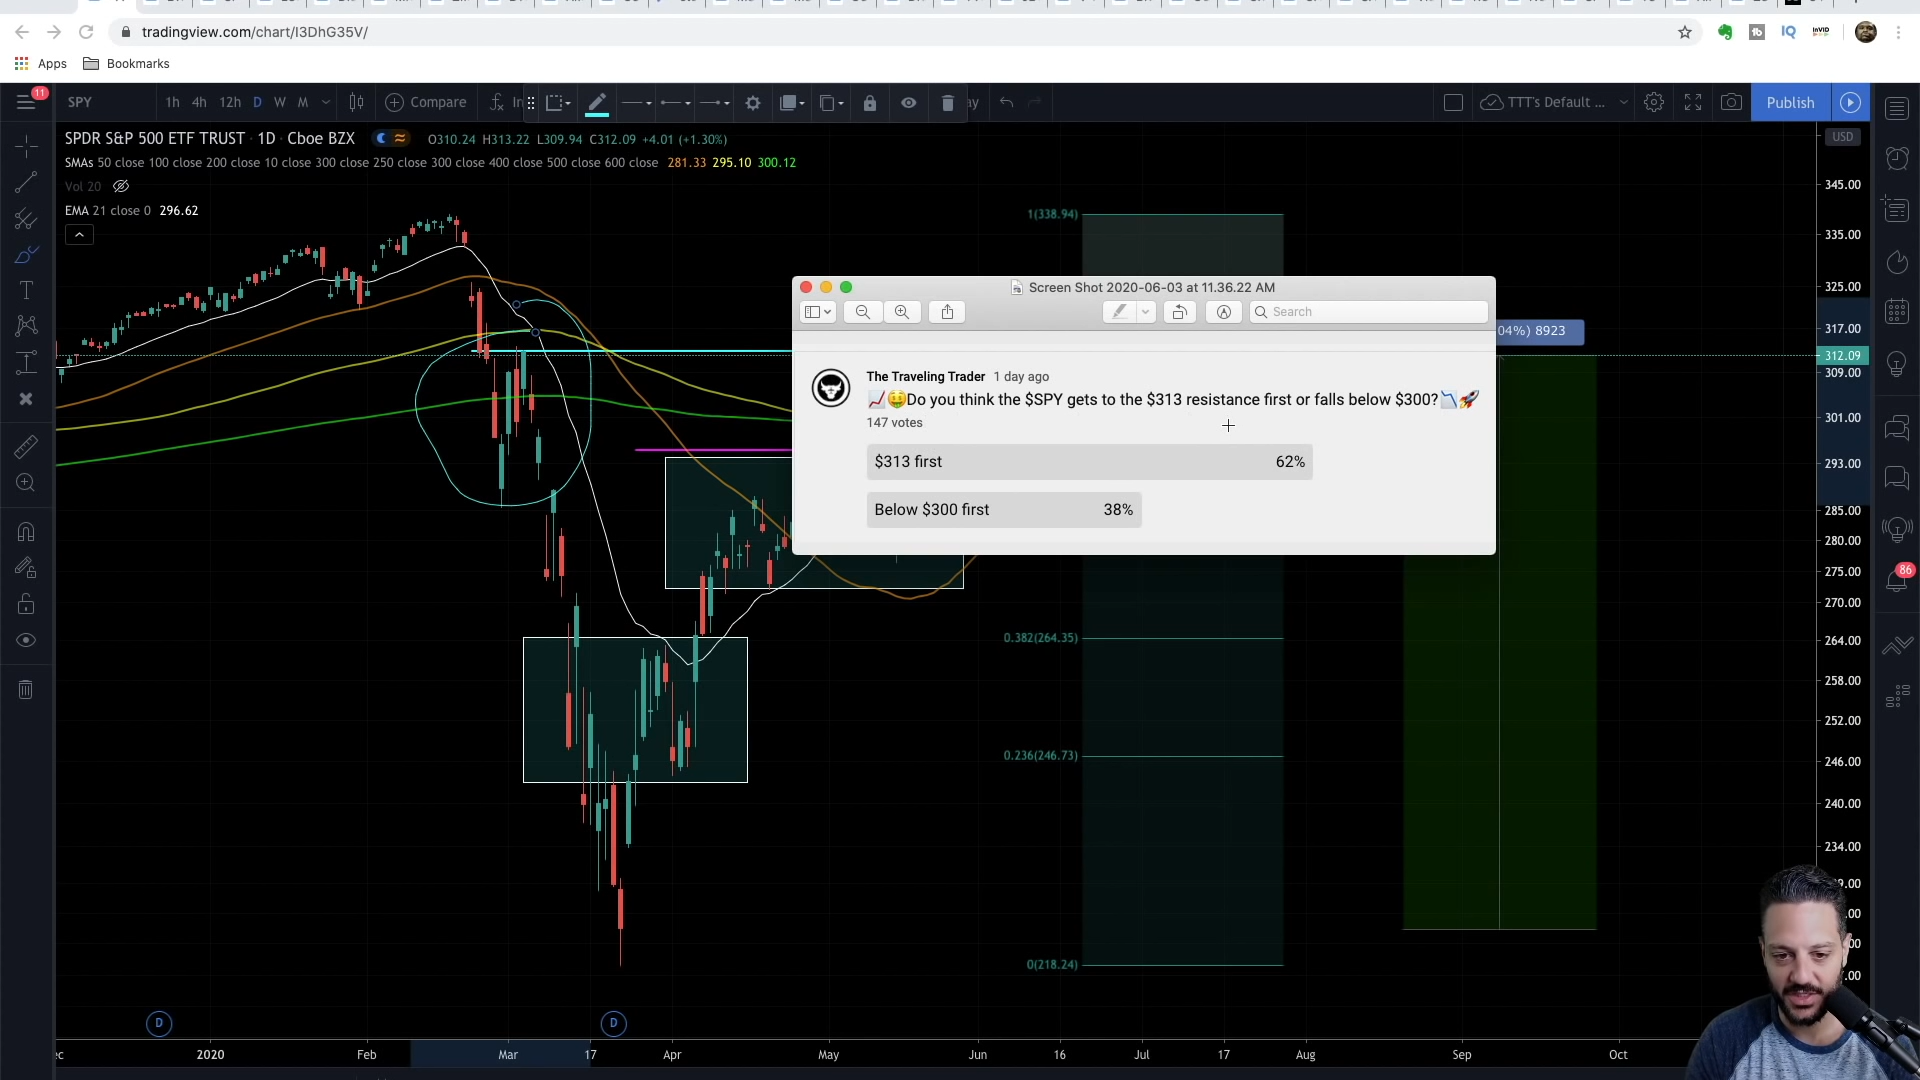 tradingview.com/chart/I3DhG35V/
Apps
Bookmarks
11
SPY
1h 4h 12h D W M
Compare
TTT's Default ...
Publish
SPDR S&P 500 ETF TRUST · 1D · Cboe BZX
O310.24 H313.22 L309.94 C312.09 +4.01 (+1.30%)
SMAs 50 close 100 close 200 close 10 close 300 close 250 close 300 close 400 close 500 close 600 close 281.33 295.10 300.12
Vol 20
EMA 21 close 0 296.62
USD
345.00
335.00
325.00
317.00
312.09
309.00
301.00
293.00
285.00
280.00
275.00
270.00
264.00
258.00
252.00
246.00
240.00
234.00
1(338.94)
0.382(264.35)
0.236(246.73)
0(218.24)
04%) 8923
86
Screen Shot 2020-06-03 at 11.36.22 AM
Search
The Traveling Trader 1 day ago
📈🤑Do you think the $SPY gets to the $313 resistance first or falls below $300?📉🚀
147 votes
$313 first 62%
Below $300 first 38%
D
D
2020 Feb Mar 17 Apr May Jun 16 Jul 17 Aug Sep Oct